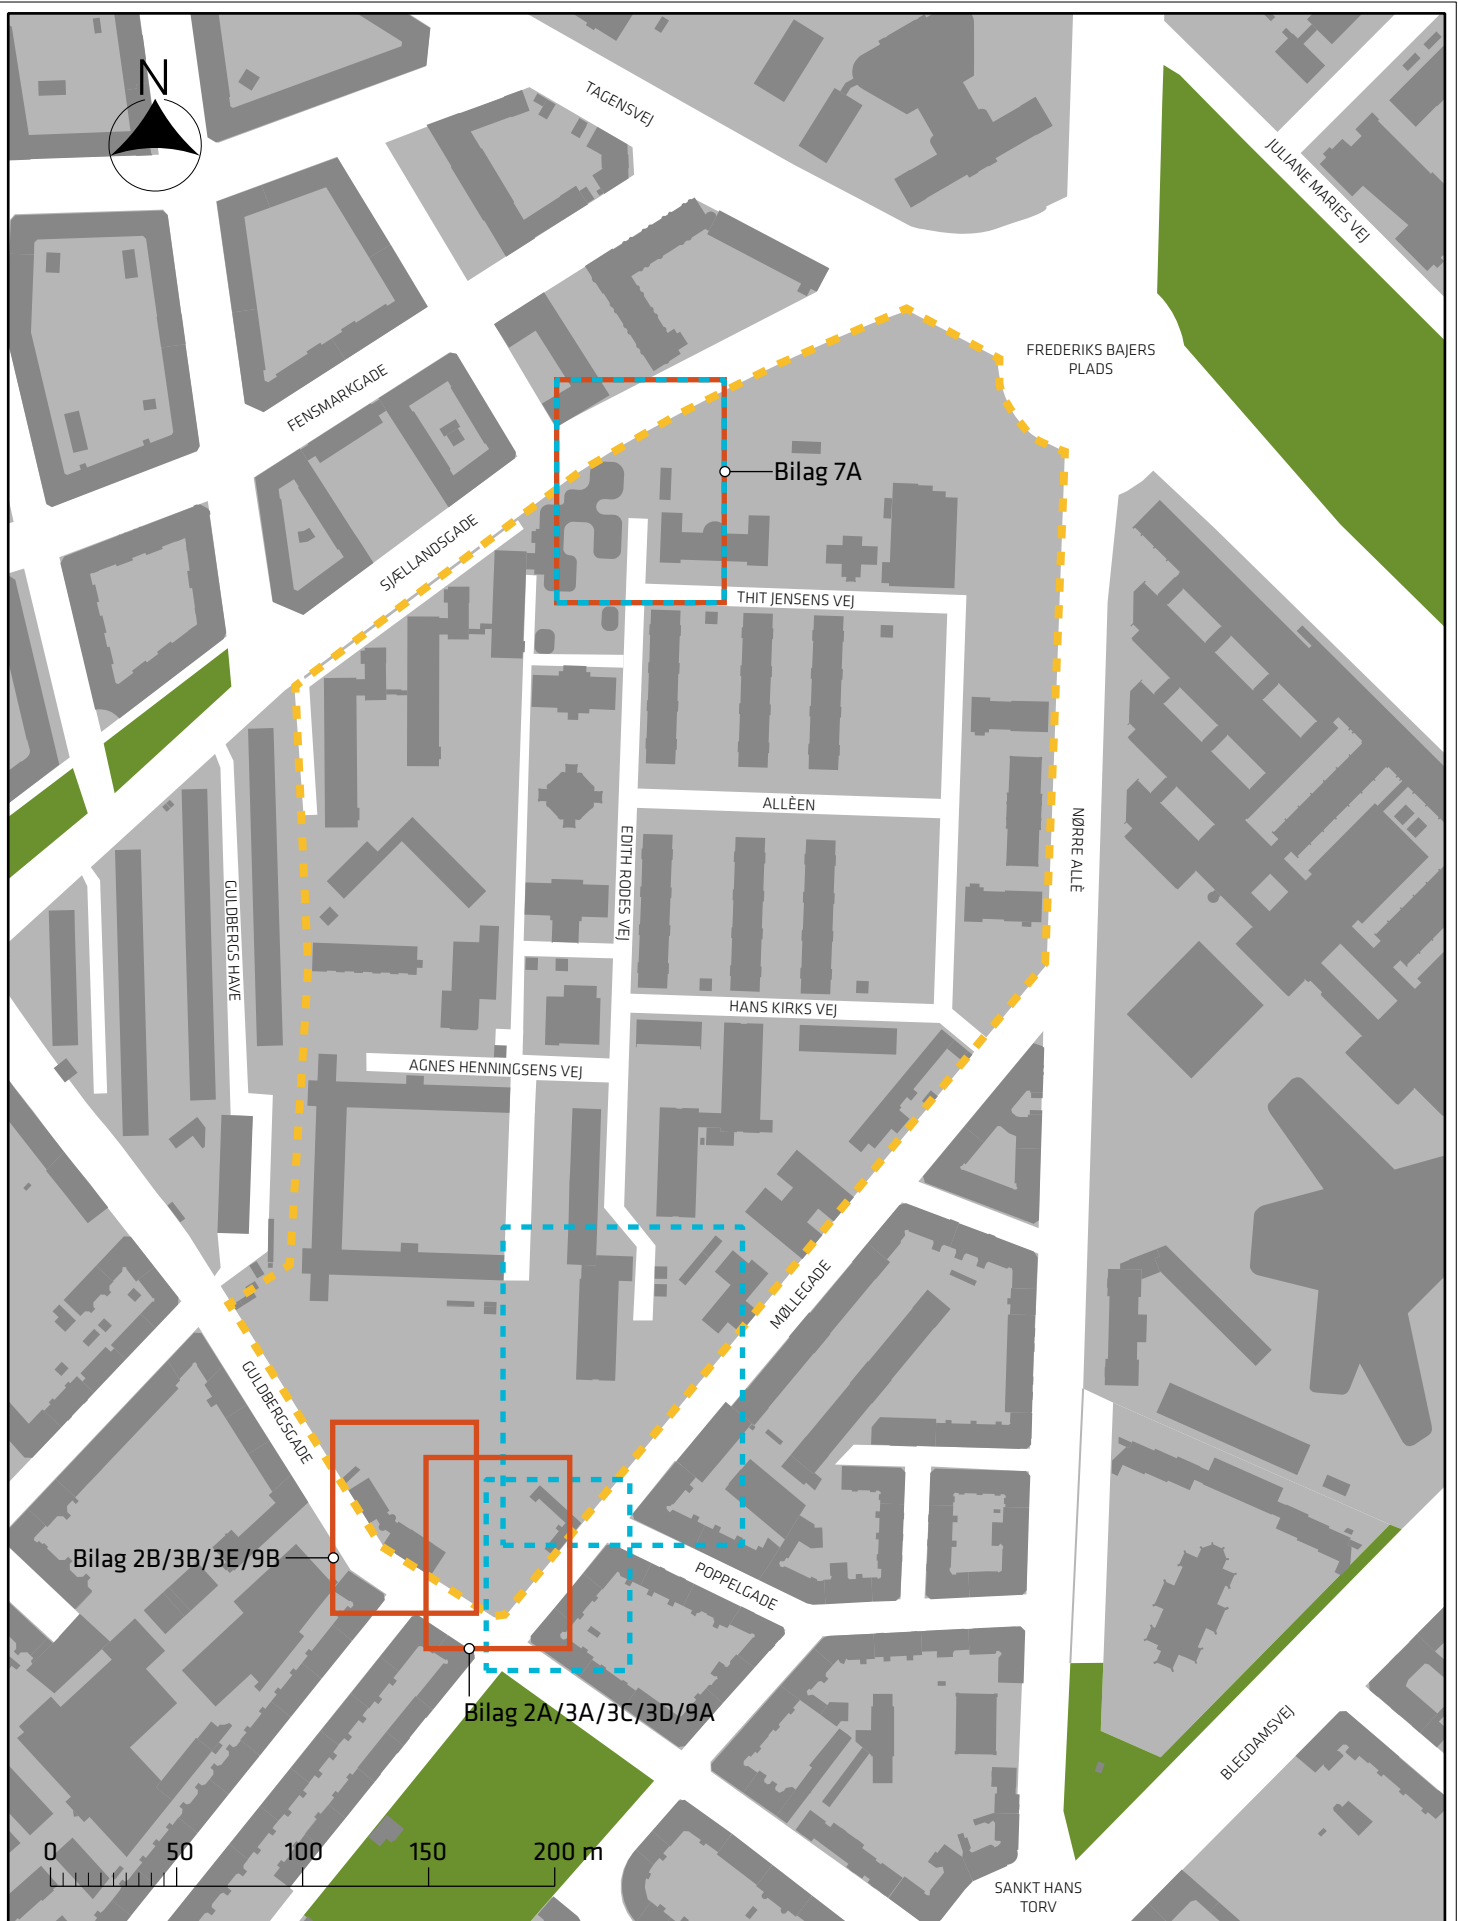 N
TAGENSVEJ
JULIANE MARIES VEJ
FREDERIKS BAJERS
PLADS
FENSMARKGADE
Bilag 7A
SJÆLLANDSGADE
THIT JENSENS VEJ
ALLÈEN
EDITH RODES VEJ
NØRRE ALLÈ
GULDBERGS HAVE
HANS KIRKS VEJ
AGNES HENNINGSENS VEJ
MØLLEGADE
GULDBERGSGADE
Bilag 2B/3B/3E/9B
POPPELGADE
Bilag 2A/3A/3C/3D/9A
BLEGDAMSVEJ
0 50 100 150 200 m
SANKT HANS
TORV